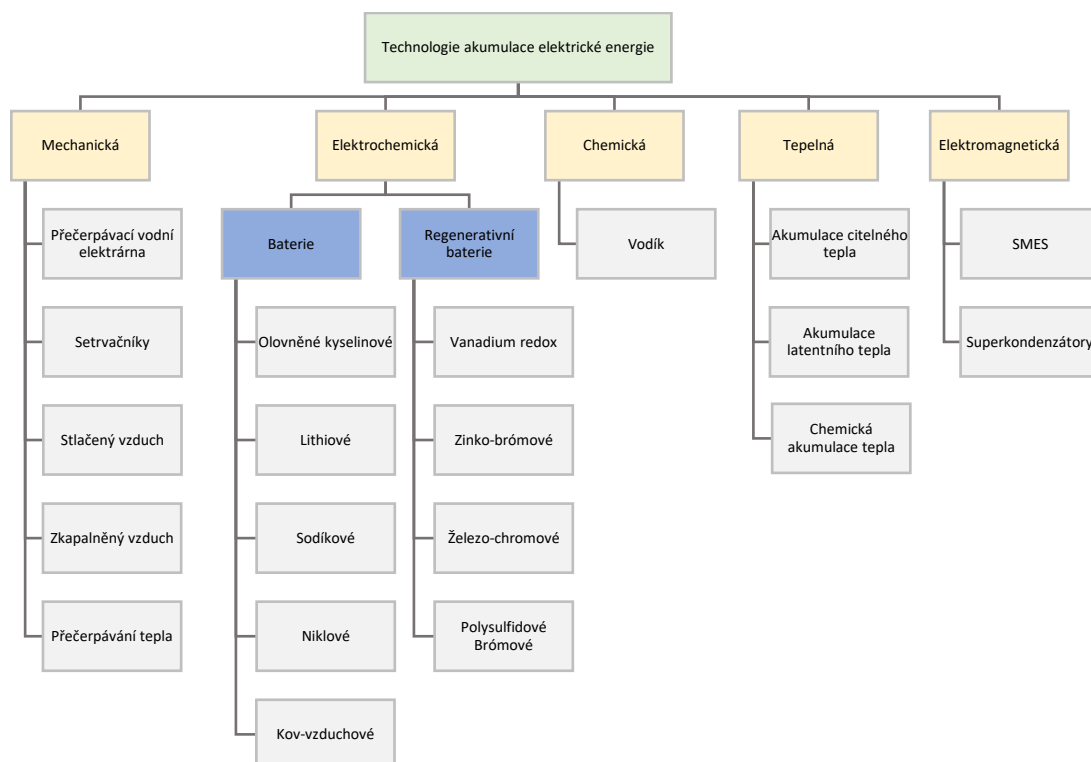 Technologie akumulace elektrické energie
Mechanická
Elektrochemická
Chemická
Tepelná
Elektromagnetická
Přečerpávací vodní
elektrárna
Baterie
Regenerativní
baterie
Vodík
Akumulace citelného
tepla
SMES
Setrvačníky
Olovněné kyselinové
Vanadium redox
Akumulace
latentního tepla
Superkondenzátory
Stlačený vzduch
Lithiové
Zinko-brómové
Chemická
akumulace tepla
Zkapalněný vzduch
Sodíkové
Železo-chromové
Přečerpávání tepla
Niklové
Polysulfidové
Brómové
Kov-vzduchové